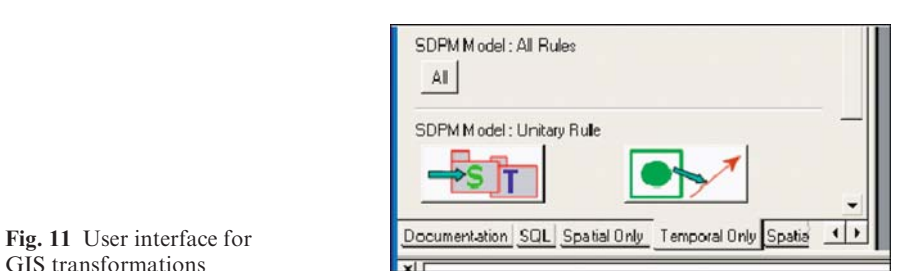 SDPM Model : All Rules
All
SDPM Model : Unitary Rule
S T
Documentation SQL Spatial Only Temporal Only Spatia
Fig. 11 User interface for
GIS transformations